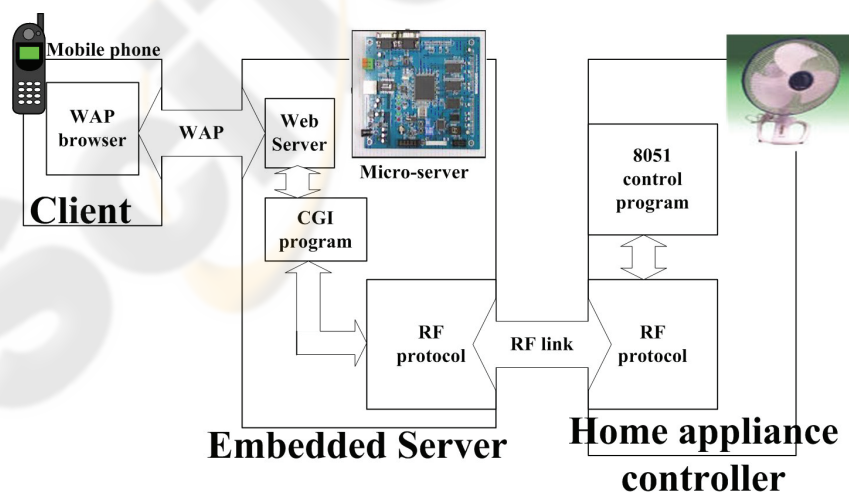 Mobile phone
WAP
browser
WAP
Web
Server
Micro-server
8051
control
program
Client
CGI
program
RF
protocol
RF link
RF
protocol
Embedded Server
Home appliance
controller